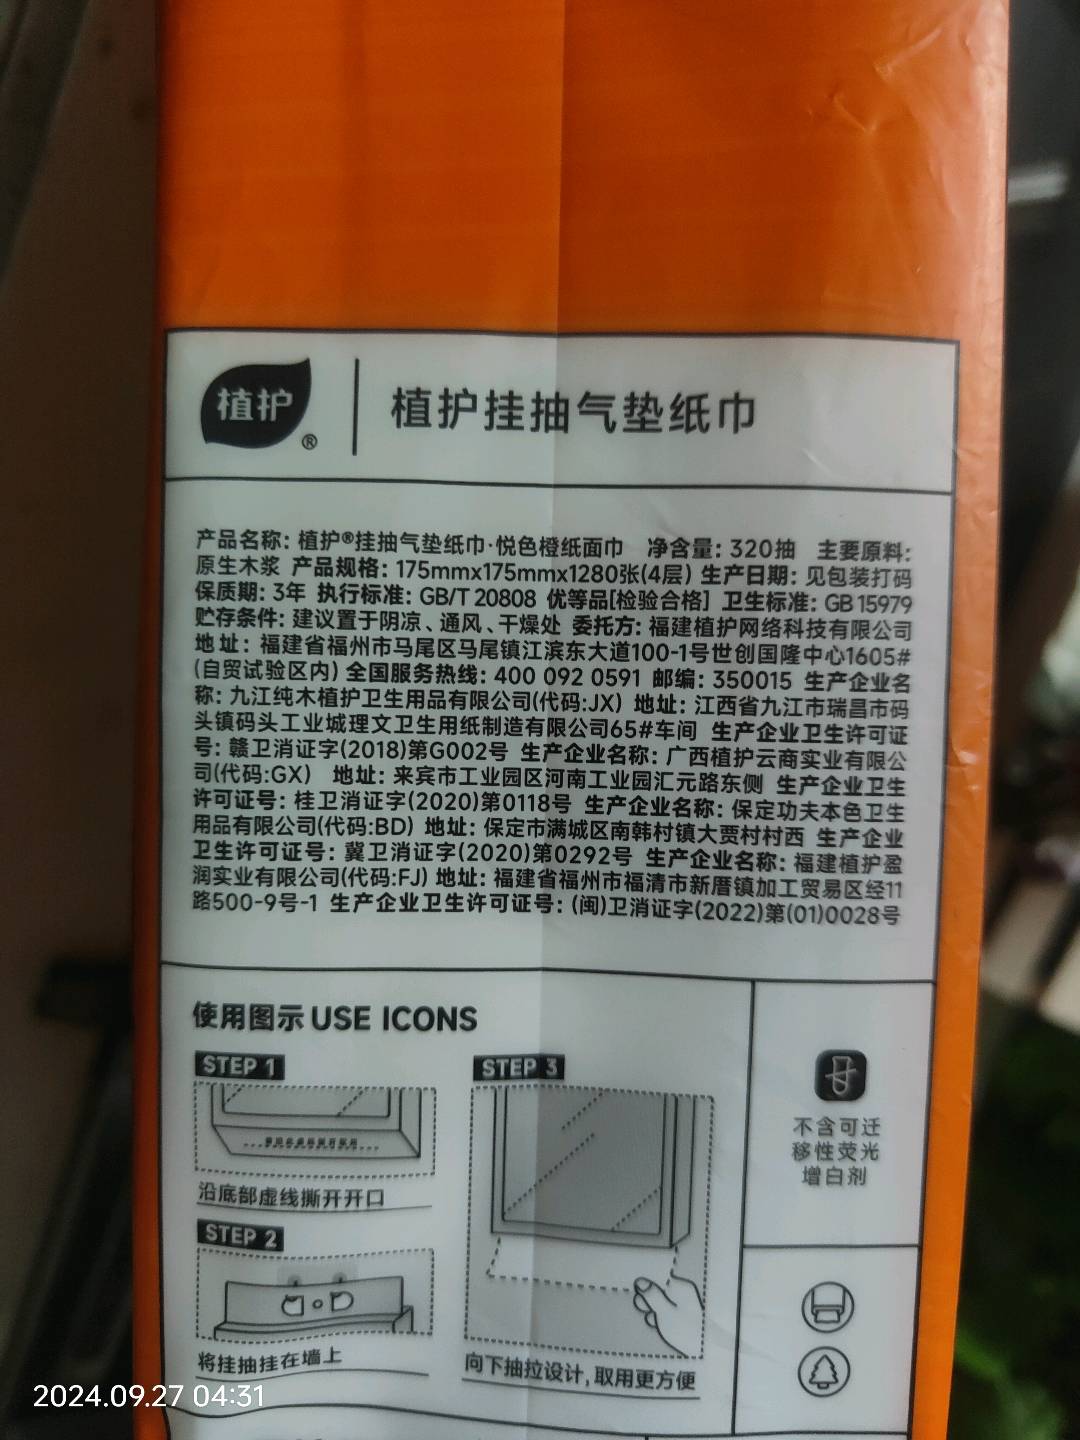 植护
®
植护挂抽气垫纸巾
产品名称: 植护®挂抽气垫纸巾·悦色橙纸面巾 净含量: 320抽 主要原料:
原生木浆 产品规格: 175mmx175mmx1280张(4层) 生产日期: 见包装打码
保质期: 3年 执行标准: GB/T 20808 优等品[检验合格] 卫生标准: GB 15979
贮存条件: 建议置于阴凉、通风、干燥处 委托方: 福建植护网络科技有限公司
地址: 福建省福州市马尾区马尾镇江滨东大道100-1号世创国隆中心1605#
(自贸试验区内) 全国服务热线: 400 092 0591 邮编: 350015 生产企业名
称: 九江纯木植护卫生用品有限公司(代码:JX) 地址: 江西省九江市瑞昌市码
头镇码头工业城理文卫生用纸制造有限公司65#车间 生产企业卫生许可证
号: 赣卫消证字(2018)第G002号 生产企业名称: 广西植护云商实业有限公
司(代码:GX) 地址: 来宾市工业园区河南工业园汇元路东侧 生产企业卫生
许可证号: 桂卫消证字(2020)第0118号 生产企业名称: 保定功夫本色卫生
用品有限公司(代码:BD) 地址: 保定市满城区南韩村镇大贾村村西 生产企业
卫生许可证号: 冀卫消证字(2020)第0292号 生产企业名称: 福建植护盈
润实业有限公司(代码:FJ) 地址: 福建省福州市福清市新厝镇加工贸易区经11
路500-9号-1 生产企业卫生许可证号: (闽)卫消证字(2022)第(01)0028号
使用图示 USE ICONS
STEP 1
沿底部虚线撕开开口
STEP 2
将挂抽挂在墙上
STEP 3
向下抽拉设计,取用更方便
不含可迁
移性荧光
增白剂
2024.09.27 04:31